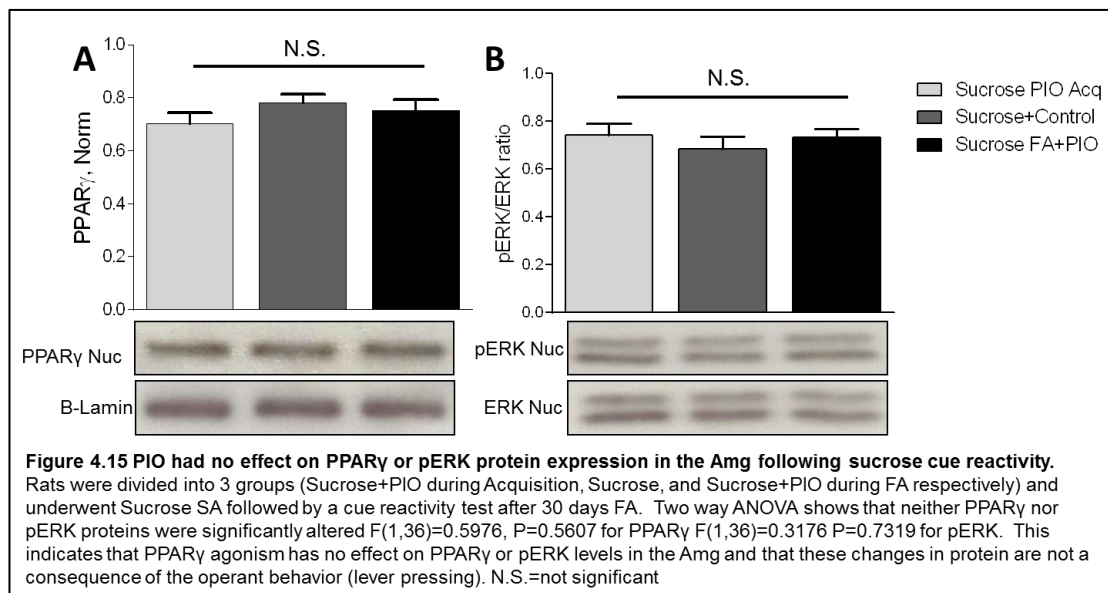 A
N.S.
PPARγ, Norm
1.0
0.8
0.6
0.4
0.2
0.0
PPARγ Nuc
B-Lamin
B
N.S.
pERK/ERK ratio
1.0
0.8
0.6
0.4
0.2
0.0
pERK Nuc
ERK Nuc
Sucrose PIO Acq
Sucrose+Control
Sucrose FA+PIO
Figure 4.15 PIO had no effect on PPARγ or pERK protein expression in the Amg following sucrose cue reactivity.
Rats were divided into 3 groups (Sucrose+PIO during Acquisition, Sucrose, and Sucrose+PIO during FA respectively) and
underwent Sucrose SA followed by a cue reactivity test after 30 days FA. Two way ANOVA shows that neither PPARγ nor
pERK proteins were significantly altered F(1,36)=0.5976, P=0.5607 for PPARγ F(1,36)=0.3176 P=0.7319 for pERK. This
indicates that PPARγ agonism has no effect on PPARγ or pERK levels in the Amg and that these changes in protein are not a
consequence of the operant behavior (lever pressing). N.S.=not significant